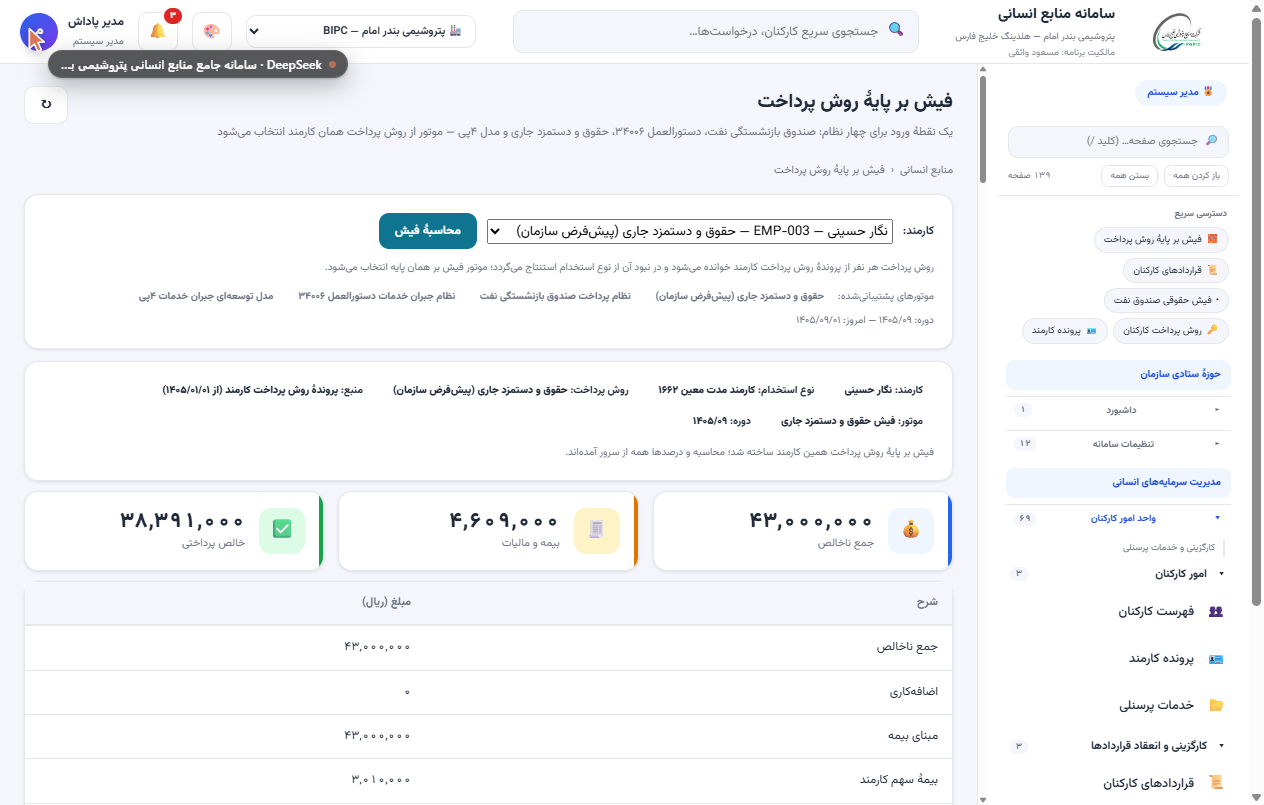 سامانه منابع انسانی
پتروشیمی بندر امام — هلدینگ خلیج فارس
مالکیت برنامه: مسعود واثقی
جستجوی سریع کارکنان، درخواست‌ها...
پتروشیمی بندر امام — BIPC
۳
مدیر پاداش
مدیر سیستم
DeepSeek · سامانه جامع منابع انسانی پتروشیمی ب...
مدیر سیستم
جستجوی صفحه... (کلید /)
باز کردن همه
بستن همه
۱۳۹ صفحه
دسترسی سریع
فیش بر پایهٔ روش پرداخت
قراردادهای کارکنان
• فیش حقوقی صندوق نفت
روش پرداخت کارکنان
پرونده کارمند
حوزهٔ ستادی سازمان
داشبورد
۱
تنظیمات سامانه
۱۲
مدیریت سرمایه‌های انسانی
واحد امور کارکنان
۶۹
کارگزینی و خدمات پرسنلی
امور کارکنان
۳
فهرست کارکنان
پرونده کارمند
خدمات پرسنلی
کارگزینی و انعقاد قراردادها
۳
قراردادهای کارکنان
فیش بر پایهٔ روش پرداخت
یک نقطهٔ ورود برای چهار نظام: صندوق بازنشستگی نفت، دستورالعمل ۳۴۰۰۶، حقوق و دستمزد جاری و مدل ۴پی — موتور از روش پرداخت همان کارمند انتخاب می‌شود
منابع انسانی › فیش بر پایهٔ روش پرداخت
کارمند:
نگار حسینی — EMP-003 — حقوق و دستمزد جاری (پیش‌فرض سازمان)
محاسبهٔ فیش
روش پرداخت هر نفر از پروندهٔ روش پرداخت کارمند خوانده می‌شود و در نبود آن از نوع استخدام استنتاج می‌گردد؛ موتور فیش بر همان پایه انتخاب می‌شود.
موتورهای پشتیبانی‌شده: حقوق و دستمزد جاری (پیش‌فرض سازمان) نظام پرداخت صندوق بازنشستگی نفت نظام جبران خدمات دستورالعمل ۳۴۰۰۶ مدل توسعه‌ای جبران خدمات ۴پی
دوره: ۱۴۰۵/۰۹ — امروز: ۱۴۰۵/۰۹/۰۱
کارمند: نگار حسینی نوع استخدام: کارمند مدت معین ۱۶۶۲ روش پرداخت: حقوق و دستمزد جاری (پیش‌فرض سازمان) منبع: پروندهٔ روش پرداخت کارمند (از ۱۴۰۵/۰۱/۰۱)
موتور: فیش حقوق و دستمزد جاری دوره: ۱۴۰۵/۰۹
فیش بر پایهٔ روش پرداخت همین کارمند ساخته شد؛ محاسبه و درصدها همه از سرور آمده‌اند.
۴۳,۰۰۰,۰۰۰
جمع ناخالص
۴,۶۰۹,۰۰۰
بیمه و مالیات
۳۸,۳۹۱,۰۰۰
خالص پرداختی
شرح مبلغ (ریال)
جمع ناخالص ۴۳,۰۰۰,۰۰۰
اضافه‌کاری ۰
مبنای بیمه ۴۳,۰۰۰,۰۰۰
بیمهٔ سهم کارمند ۳,۰۱۰,۰۰۰